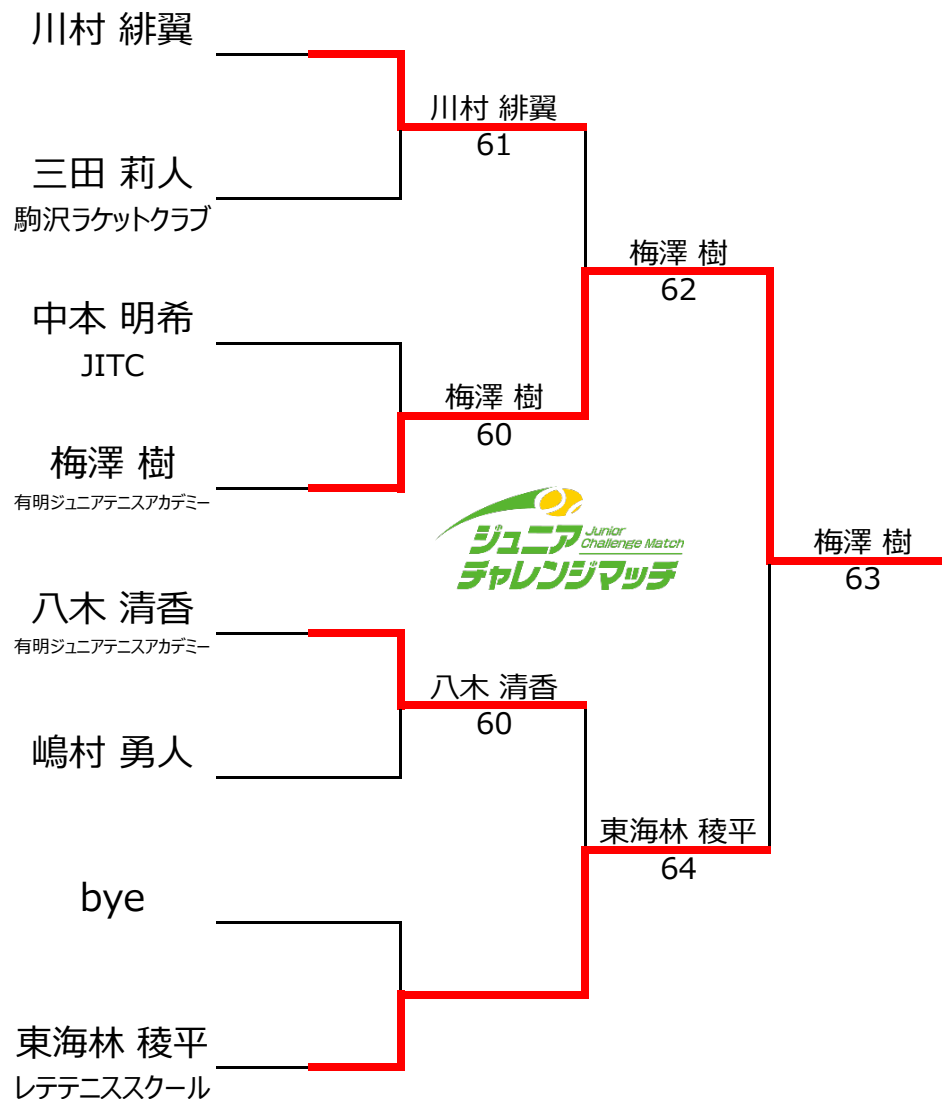 川村 緋翼
川村 緋翼
61
三田 莉人
駒沢ラケットクラブ
梅澤 樹
62
中本 明希
JITC
梅澤 樹
60
梅澤 樹
有明ジュニアテニスアカデミー
ジュニア Junior Challenge Match
チャレンジマッチ
梅澤 樹
63
八木 清香
有明ジュニアテニスアカデミー
八木 清香
60
嶋村 勇人
東海林 稜平
64
bye
東海林 稜平
レテテニススクール